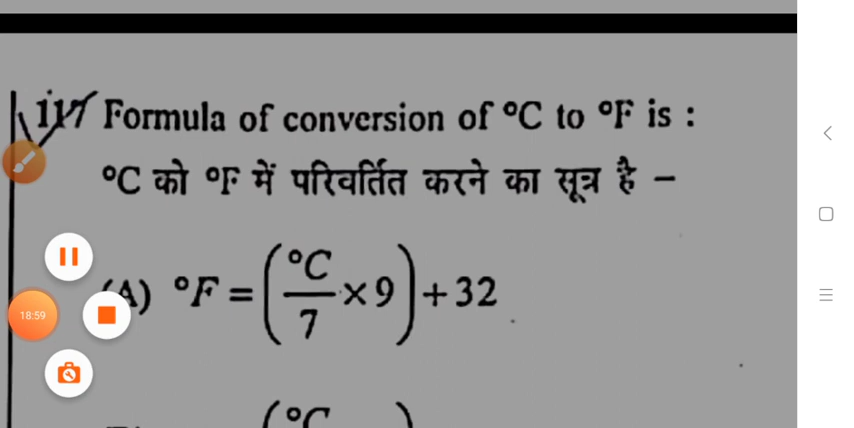 117 Formula of conversion of °C to °F is :
°C को °F में परिवर्तित करने का सूत्र है –
(A) °F = (°C/7 × 9) + 32
(°C )
18:59